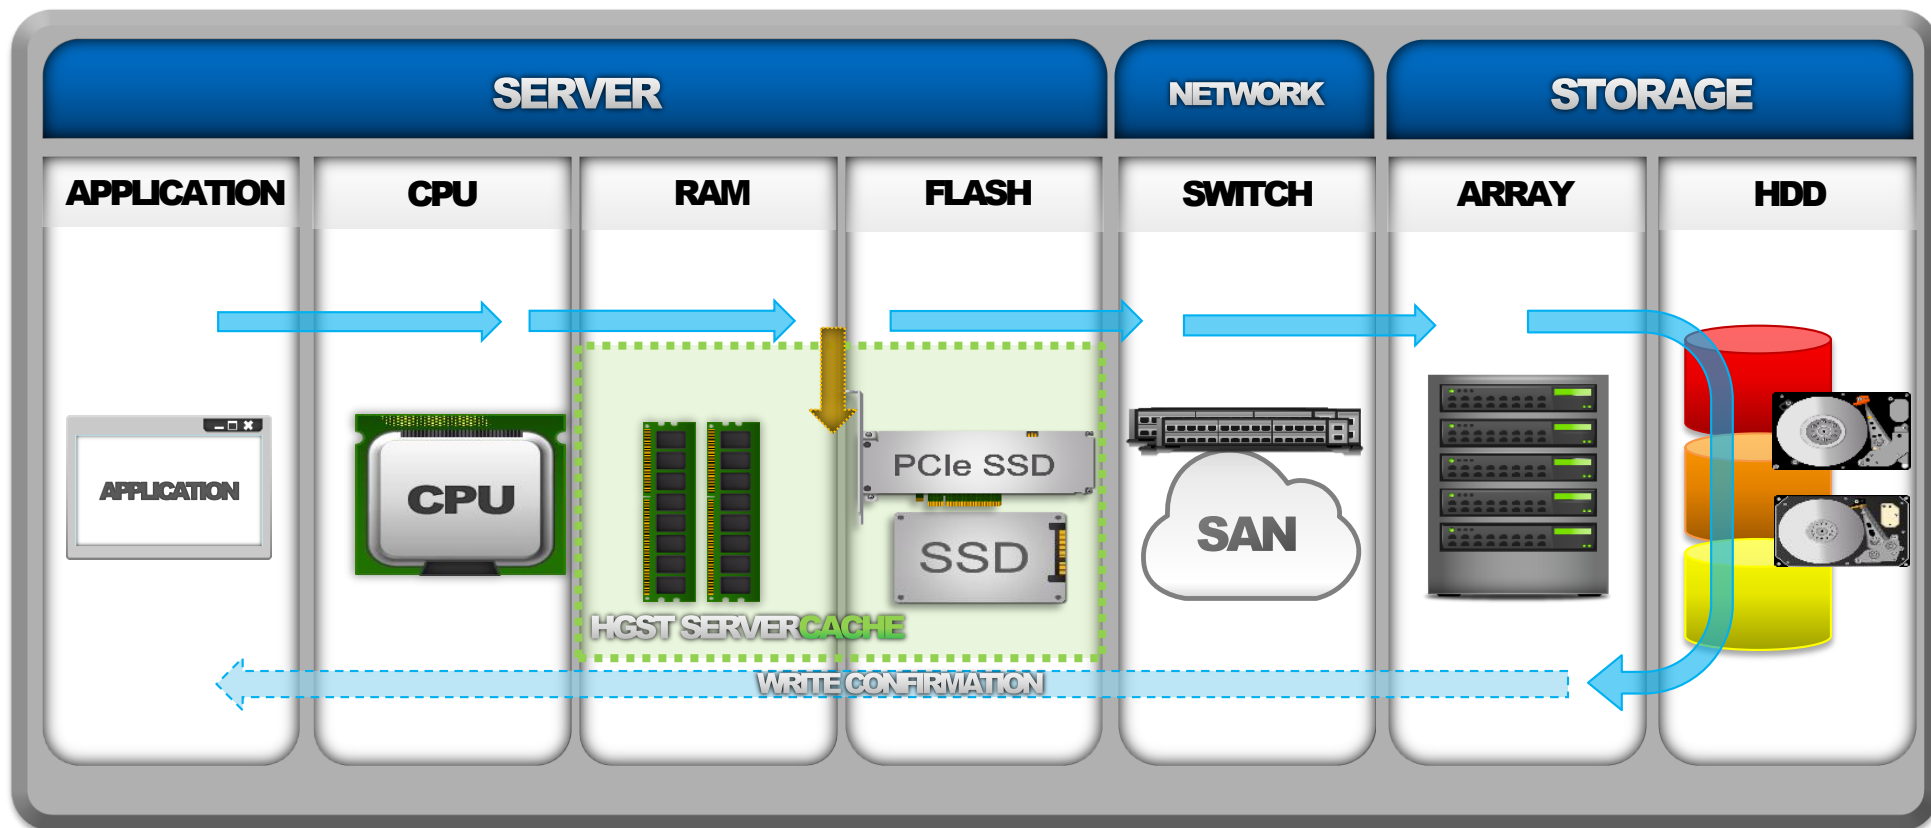 SERVER
NETWORK
STORAGE
APPLICATION
CPU
RAM
FLASH
SWITCH
ARRAY
HDD
APPLICATION
CPU
PCIe SSD
SSD
SAN
HGST SERVERCACHE
WRITE CONFIRMATION